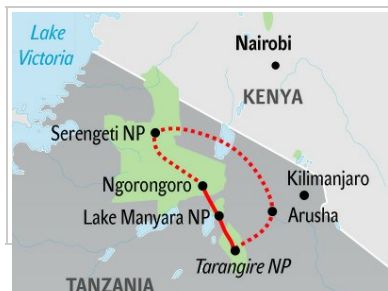 Lake
Victoria
Nairobi
KENYA
Serengeti NP
Ngorongoro
Kilimanjaro
Lake Manyara NP
Arusha
Tarangire NP
TANZANIA